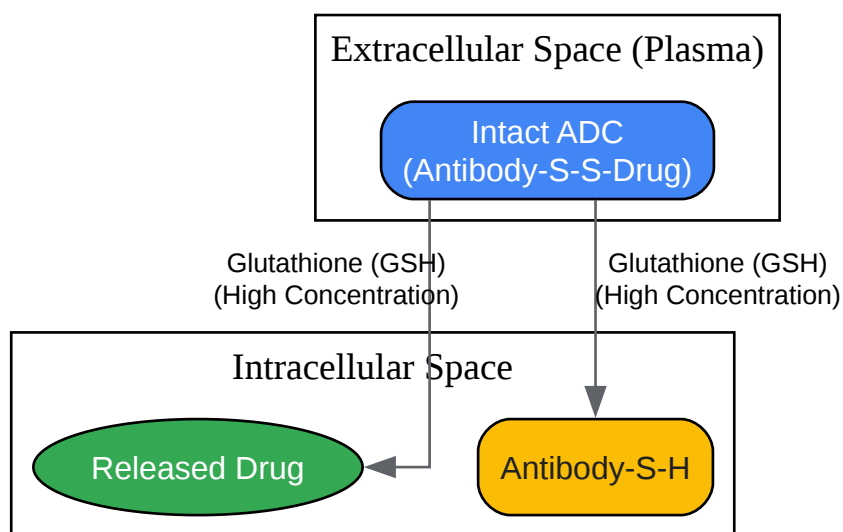 Extracellular Space (Plasma)
Intact ADC
(Antibody-S-S-Drug)
Glutathione (GSH)
(High Concentration)
Glutathione (GSH)
(High Concentration)
Intracellular Space
Released Drug
Antibody-S-H